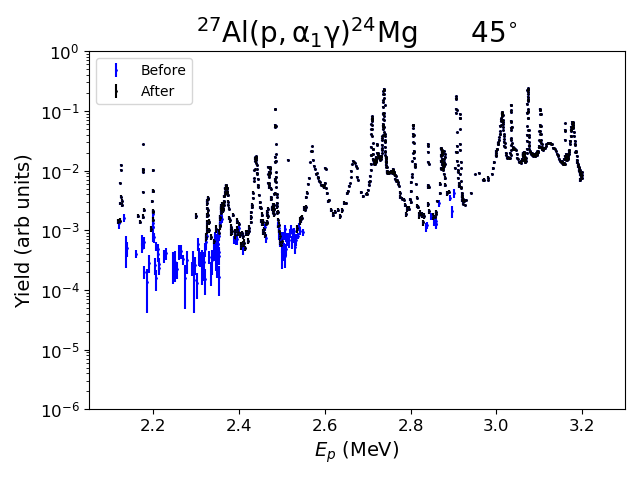 ²⁷Al(p, α₁γ)²⁴Mg 45°
Before
After
Yield (arb units)
10⁰
10⁻¹
10⁻²
10⁻³
10⁻⁴
10⁻⁵
10⁻⁶
2.2 2.4 2.6 2.8 3.0 3.2
Eₚ (MeV)